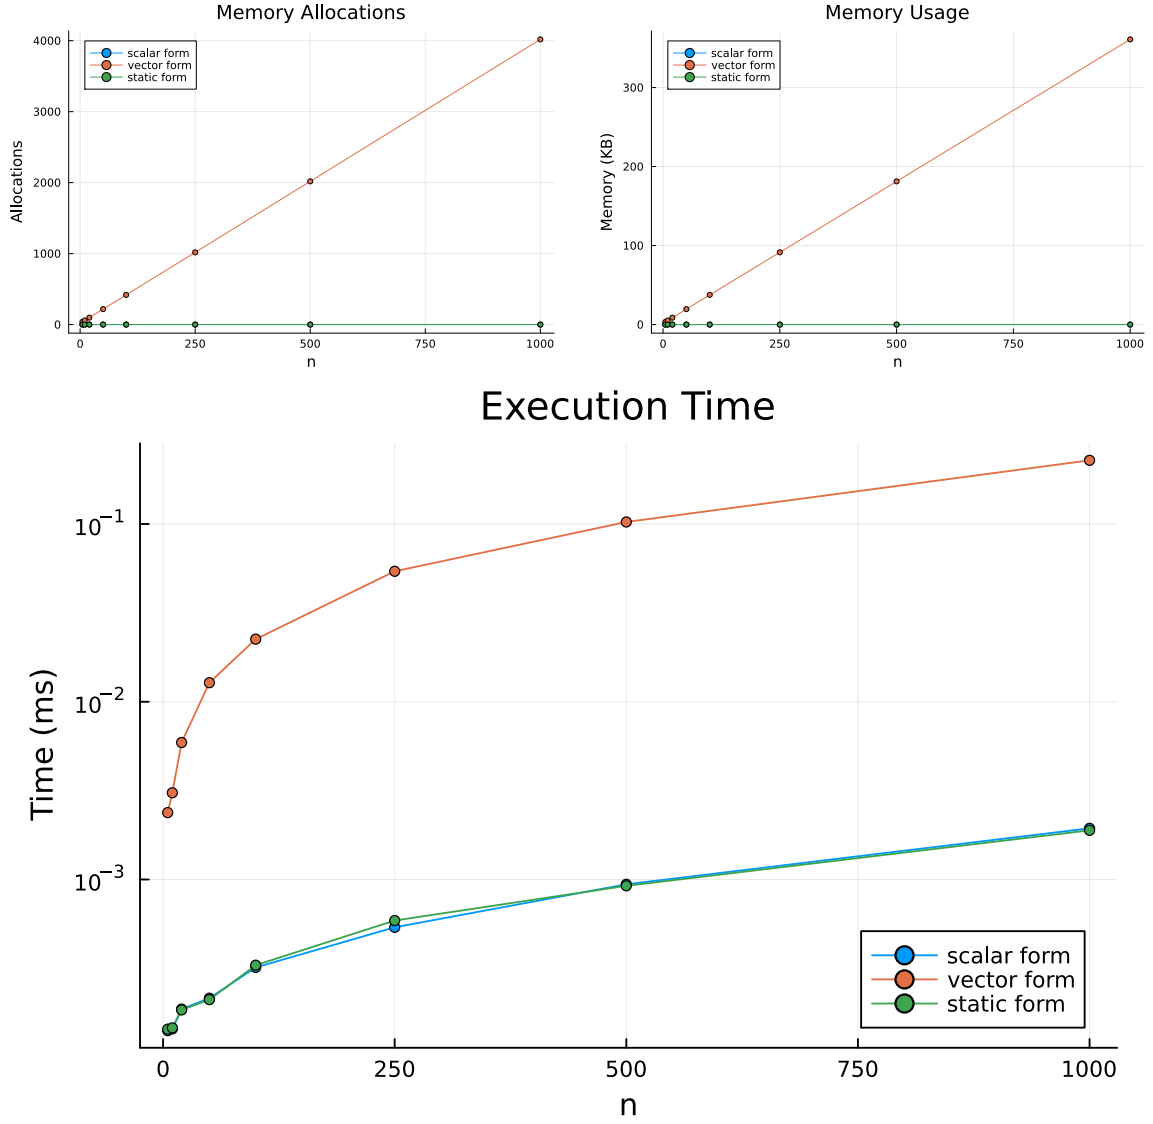 Memory Allocations
scalar form
vector form
static form
Allocations
4000
3000
2000
1000
0
0 250 500 750 1000
n
Memory Usage
scalar form
vector form
static form
Memory (KB)
300
200
100
0
0 250 500 750 1000
n
Execution Time
Time (ms)
10⁻¹
10⁻²
10⁻³
scalar form
vector form
static form
0 250 500 750 1000
n